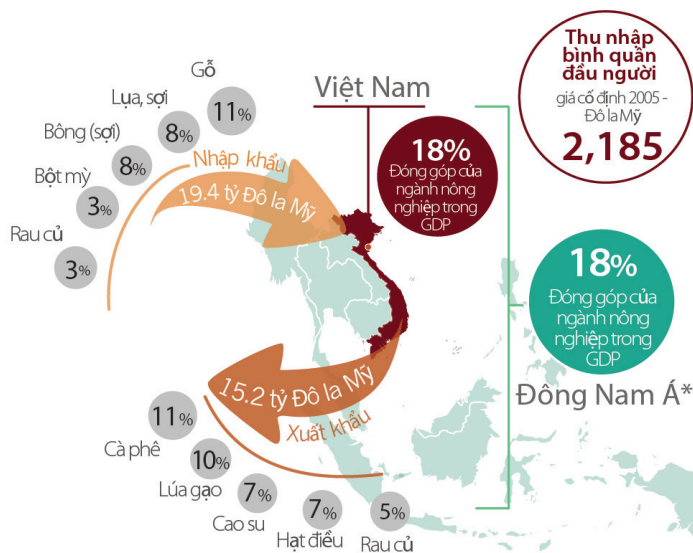 Thu nhập
bình quân
đầu người
giá cố định 2005 -
Đô la Mỹ
2,185
Việt Nam
18%
Đóng góp của
ngành nông
nghiệp trong
GDP
18%
Đóng góp của
ngành nông
nghiệp trong
GDP
Đông Nam Á*
Nhập khẩu
19.4 tỷ Đô la Mỹ
Gỗ
11%
Lụa, sợi
8%
Bông (sợi)
8%
Bột mỳ
3%
Rau củ
3%
15.2 tỷ Đô la Mỹ
Xuất khẩu
11%
Cà phê
10%
Lúa gạo
7%
Cao su
7%
Hạt điều
5%
Rau củ